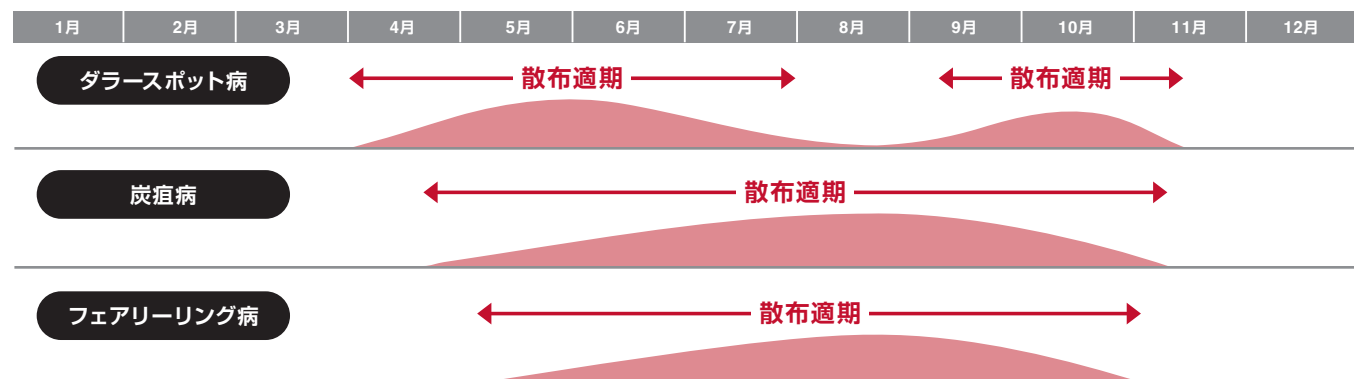 1月 2月 3月 4月 5月 6月 7月 8月 9月 10月 11月 12月
ダラースポット病 散布適期 散布適期
炭疽病 散布適期
フェアリーリング病 散布適期